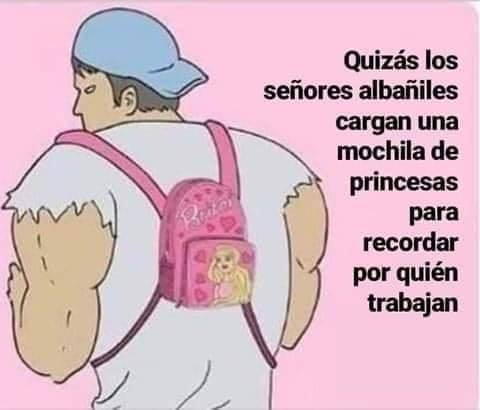 Quizás los
señores albañiles
cargan una
mochila de
princesas
para
recordar
por quién
trabajan